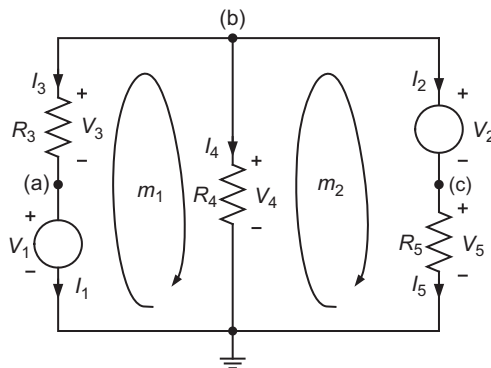 (b)
I3
+
R3
V3
−
(a)
+
V1
−
I1
m1
I4
+
R4
V4
−
m2
I2
+
V2
−
(c)
+
R5
V5
−
I5